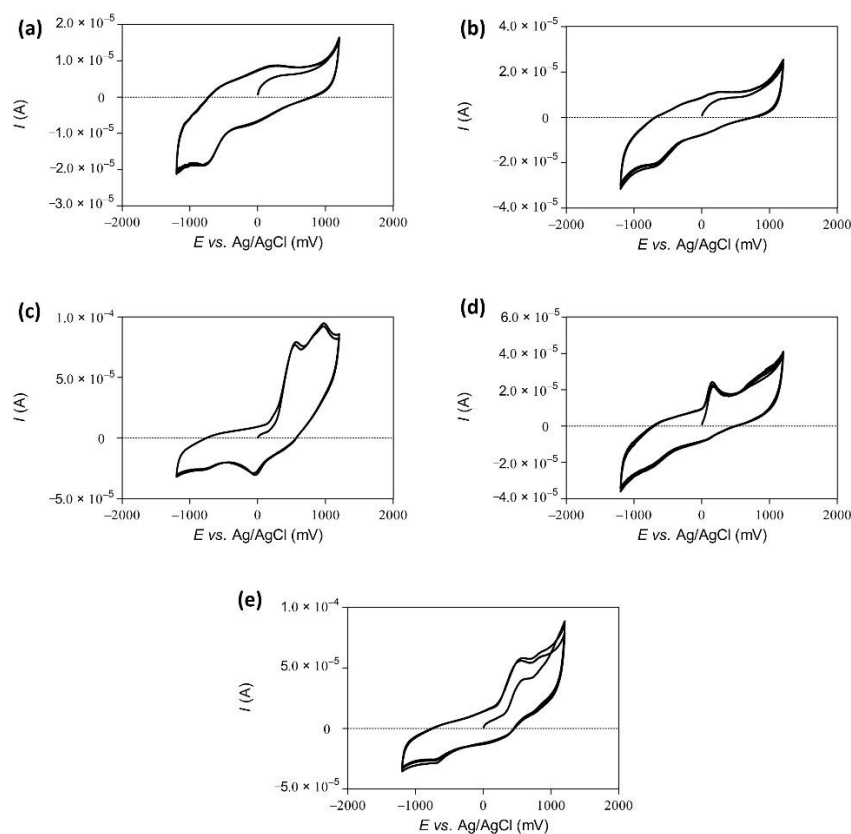 (a)
2.0 × 10⁻⁵
1.0 × 10⁻⁵
0
−1.0 × 10⁻⁵
−2.0 × 10⁻⁵
−3.0 × 10⁻⁵
I (A)
−2000 −1000 0 1000 2000
E vs. Ag/AgCl (mV)
(b)
4.0 × 10⁻⁵
2.0 × 10⁻⁵
0
−2.0 × 10⁻⁵
−4.0 × 10⁻⁵
I (A)
−2000 −1000 0 1000 2000
E vs. Ag/AgCl (mV)
(c)
1.0 × 10⁻⁴
5.0 × 10⁻⁵
0
−5.0 × 10⁻⁵
I (A)
−2000 −1000 0 1000 2000
E vs. Ag/AgCl (mV)
(d)
6.0 × 10⁻⁵
4.0 × 10⁻⁵
2.0 × 10⁻⁵
0
−2.0 × 10⁻⁵
−4.0 × 10⁻⁵
I (A)
−2000 −1000 0 1000 2000
E vs. Ag/AgCl (mV)
(e)
1.0 × 10⁻⁴
5.0 × 10⁻⁵
0
−5.0 × 10⁻⁵
I (A)
−2000 −1000 0 1000 2000
E vs. Ag/AgCl (mV)